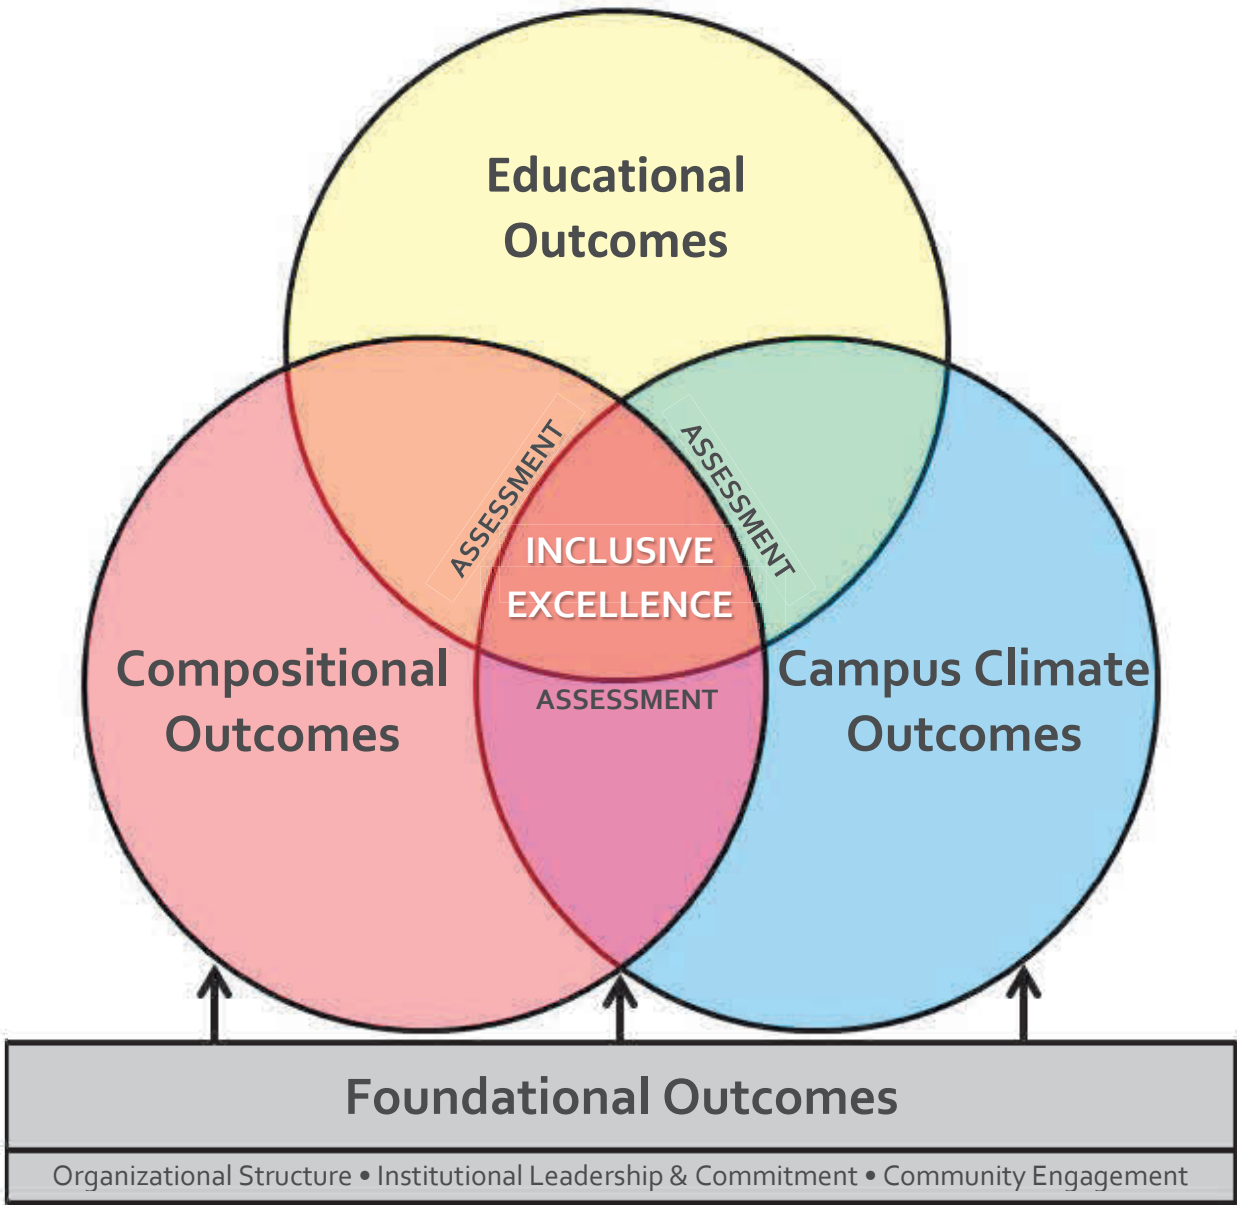 Educational
Outcomes
ASSESSMENT
ASSESSMENT
INCLUSIVE
EXCELLENCE
Compositional
Outcomes
ASSESSMENT
Campus Climate
Outcomes
Foundational Outcomes
Organizational Structure • Institutional Leadership & Commitment • Community Engagement